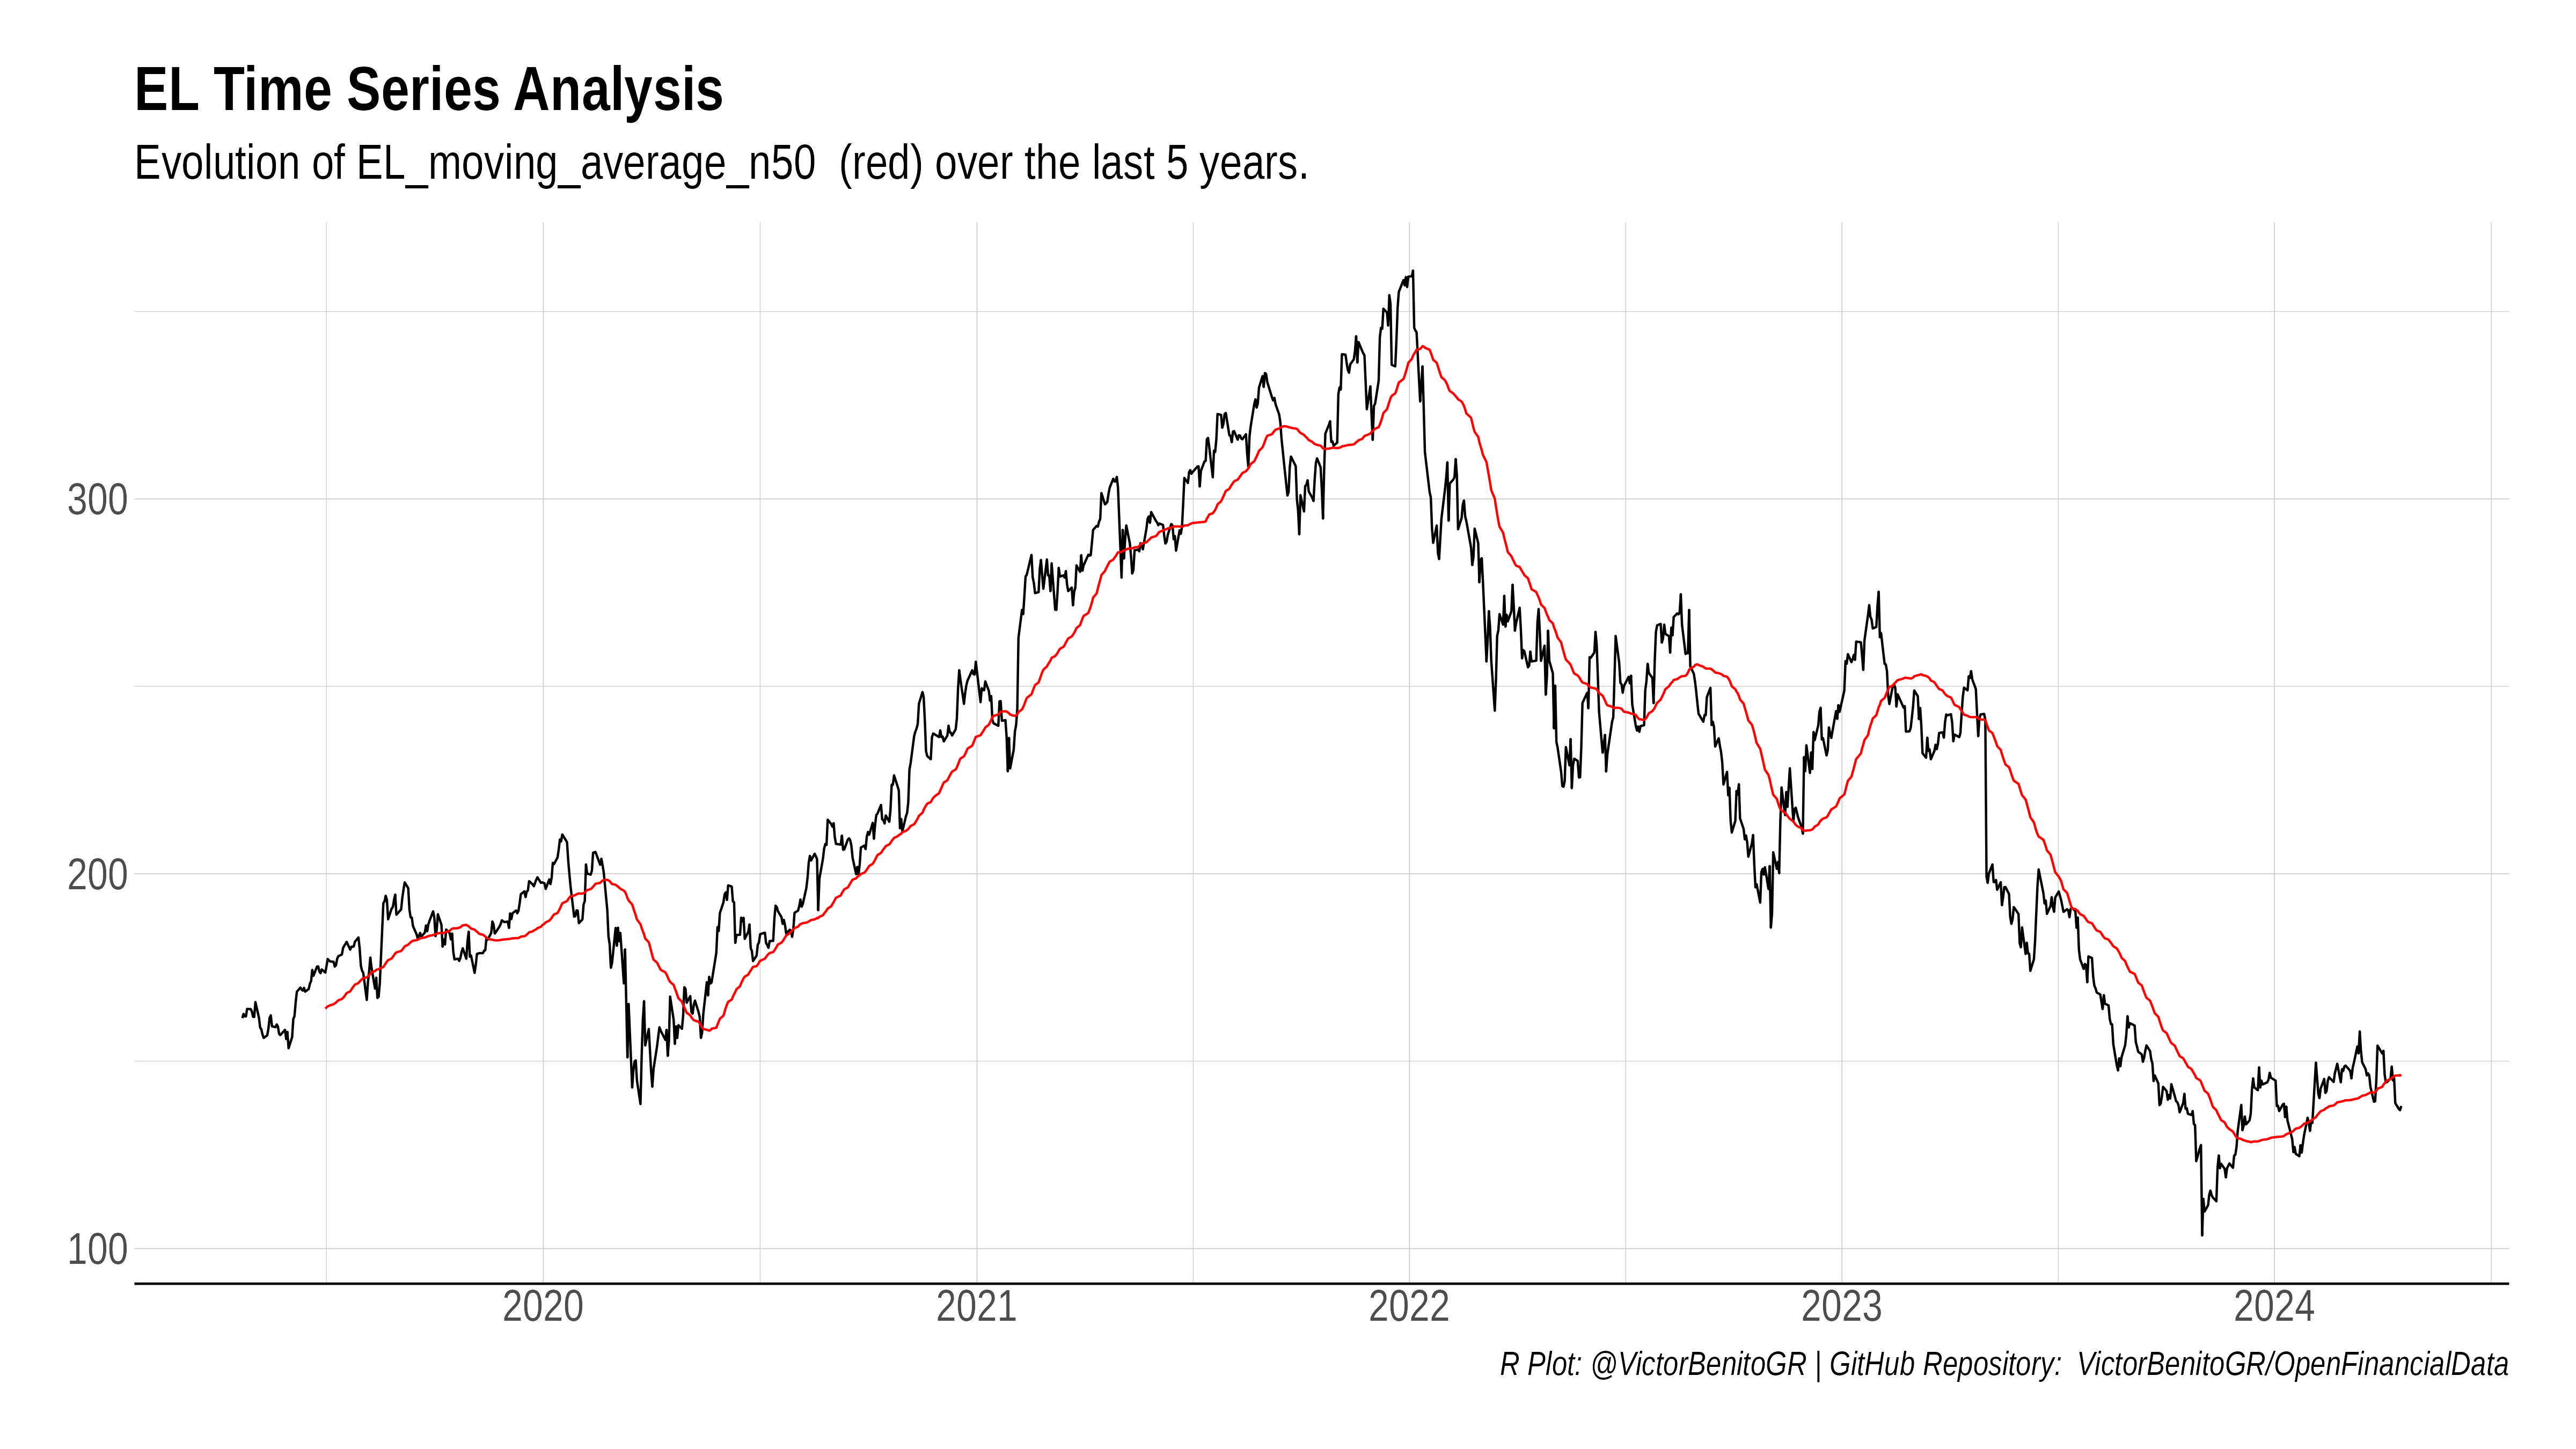 EL Time Series Analysis
Evolution of EL_moving_average_n50  (red) over the last 5 years.
300
200
100
2020 2021 2022 2023 2024
R Plot: @VictorBenitoGR | GitHub Repository:  VictorBenitoGR/OpenFinancialData